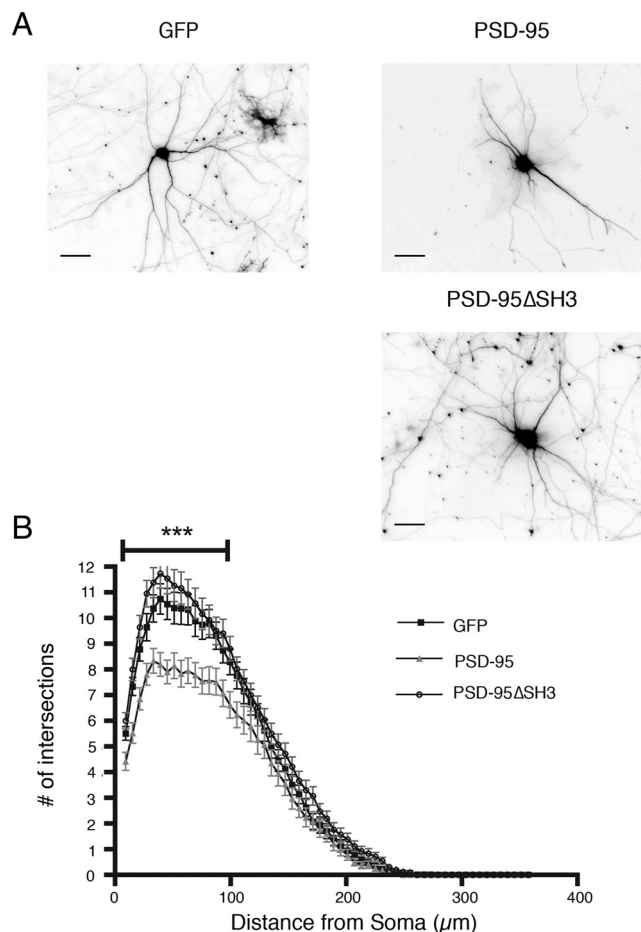 A
GFP
PSD-95
PSD-95ΔSH3
B
***
12
11
10
9
8
7
6
5
4
3
2
1
0
# of intersections
0
100
200
300
400
Distance from Soma (μm)
GFP
PSD-95
PSD-95ΔSH3